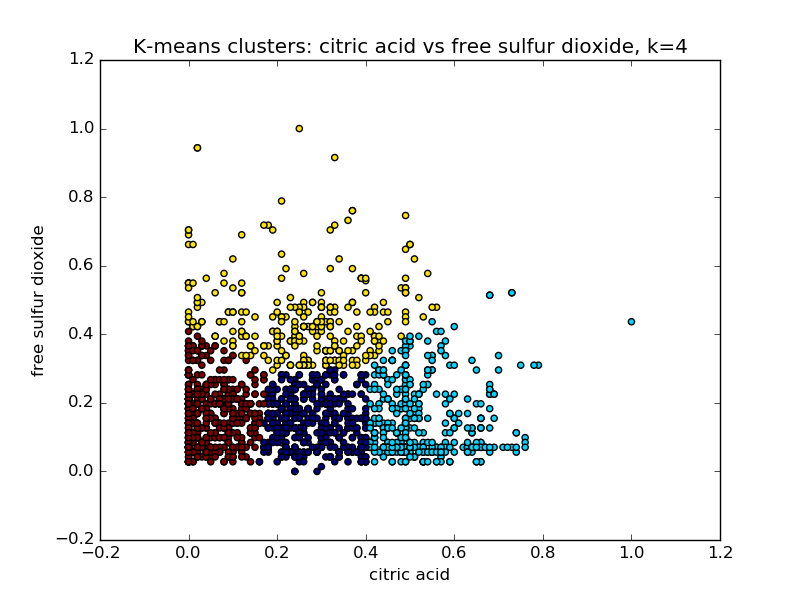 K-means clusters: citric acid vs free sulfur dioxide, k=4
1.2
1.0
0.8
0.6
0.4
0.2
0.0
−0.2
free sulfur dioxide
−0.2 0.0 0.2 0.4 0.6 0.8 1.0 1.2
citric acid